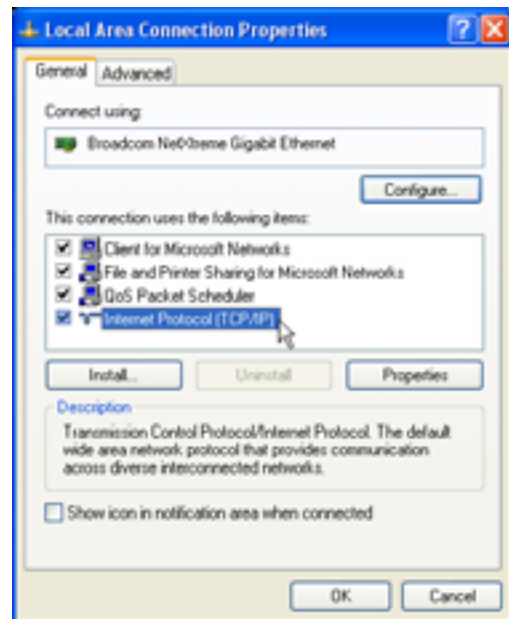 Local Area Connection Properties
General Advanced
Connect using:
Broadcom NetXtreme Gigabit Ethernet
Configure...
This connection uses the following items:
Client for Microsoft Networks
File and Printer Sharing for Microsoft Networks
QoS Packet Scheduler
Internet Protocol (TCP/IP)
Install... Uninstall Properties
Description
Transmission Control Protocol/Internet Protocol. The default
wide area network protocol that provides communication
across diverse interconnected networks.
Show icon in notification area when connected
OK Cancel